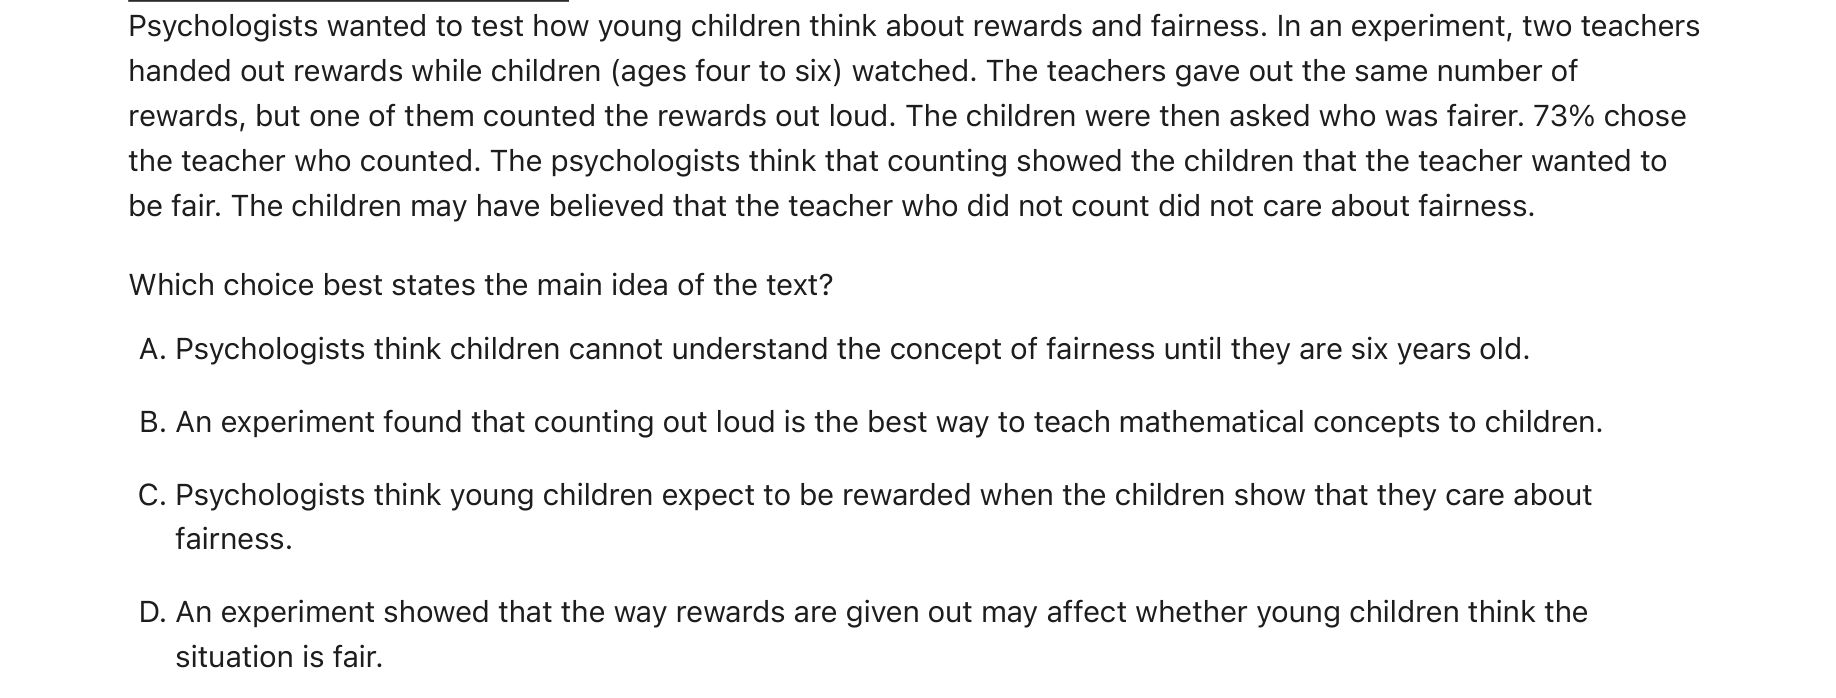 Psychologists wanted to test how young children think about rewards and fairness. In an experiment, two teachers
handed out rewards while children (ages four to six) watched. The teachers gave out the same number of
rewards, but one of them counted the rewards out loud. The children were then asked who was fairer. 73% chose
the teacher who counted. The psychologists think that counting showed the children that the teacher wanted to
be fair. The children may have believed that the teacher who did not count did not care about fairness.
Which choice best states the main idea of the text?
A. Psychologists think children cannot understand the concept of fairness until they are six years old.
B. An experiment found that counting out loud is the best way to teach mathematical concepts to children.
C. Psychologists think young children expect to be rewarded when the children show that they care about
fairness.
D. An experiment showed that the way rewards are given out may affect whether young children think the
situation is fair.